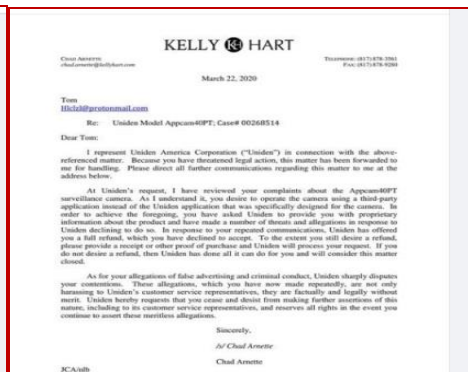 KELLY KH HART
CHAD ARNETTE
chad.arnette@kellyhart.com
TELEPHONE: (817) 878-3561
FAX: (817) 878-9280
March 22, 2020
Tom
Hlclxl@protonmail.com
Re: Uniden Model Appcam40PT; Case# 00268514
Dear Tom:
I represent Uniden America Corporation ("Uniden") in connection with the above-
referenced matter. Because you have threatened legal action, this matter has been forwarded to
me for handling. Please direct all further communications regarding this matter to me at the
address below.
At Uniden's request, I have reviewed your complaints about the Appcam40PT
surveillance camera. As I understand it, you desire to operate the camera using a third-party
application instead of the Uniden application that was specifically designed for the camera. In
order to achieve the foregoing, you have asked Uniden to provide you with proprietary
information about the product and have made a number of threats and allegations in response to
Uniden declining to do so. In response to your repeated communications, Uniden has offered
you a full refund, which you have declined to accept. To the extent you still desire a refund,
please provide a receipt or other proof of purchase and Uniden will process your request. If you
do not desire a refund, then Uniden has done all it can do for you and will consider this matter
closed.
As for your allegations of false advertising and criminal conduct, Uniden sharply disputes
your contentions. These allegations, which you have now made repeatedly, are not only
harassing to Uniden's customer service representatives, they are factually and legally without
merit. Uniden hereby requests that you cease and desist from making further assertions of this
nature, including to its customer service representatives, and reserves all rights in the event you
continue to assert these meritless allegations.
Sincerely,
/s/ Chad Arnette
Chad Arnette
JCA/ulb